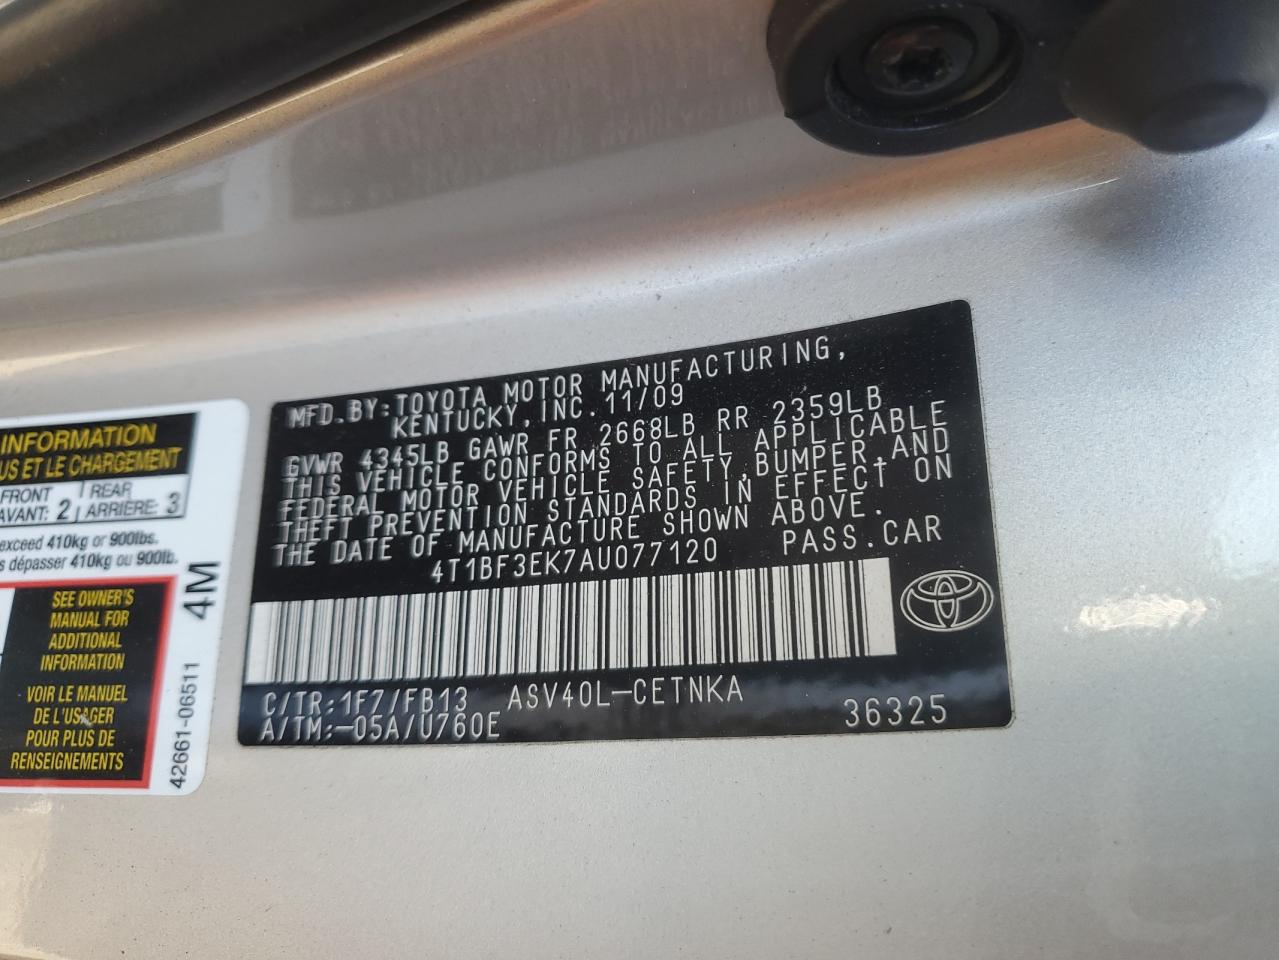 INFORMATION
US ET LE CHARGEMENT
FRONT
AVANT: 2
REAR
ARRIÈRE: 3
exceed 410kg or 900lbs.
s dépasser 410kg ou 900lb.
SEE OWNER'S
MANUAL FOR
ADDITIONAL
INFORMATION
VOIR LE MANUEL
DE L'USAGER
POUR PLUS DE
RENSEIGNEMENTS
4M
42661-06511
MFD.BY:TOYOTA MOTOR MANUFACTURING,
KENTUCKY,INC.11/09
GVWR 4345LB GAWR FR 2668LB RR 2359LB
THIS VEHICLE CONFORMS TO ALL APPLICABLE
FEDERAL MOTOR VEHICLE SAFETY,BUMPER,AND
THEFT PREVENTION STANDARDS IN EFFECT ON
THE DATE OF MANUFACTURE SHOWN ABOVE.
4T1BF3EK7AU077120 PASS.CAR
C/TR:1F7/FB13 ASV40L-CETNKA
A/TM:-05A/U760E 36325